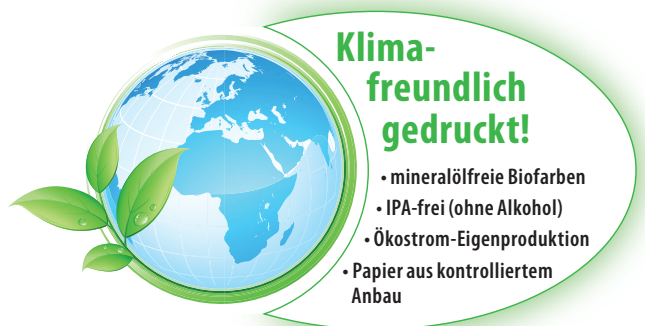 Klima-
freundlich
gedruckt!
• mineralölfreie Biofarben
• IPA-frei (ohne Alkohol)
• Ökostrom-Eigenproduktion
• Papier aus kontrolliertem
Anbau